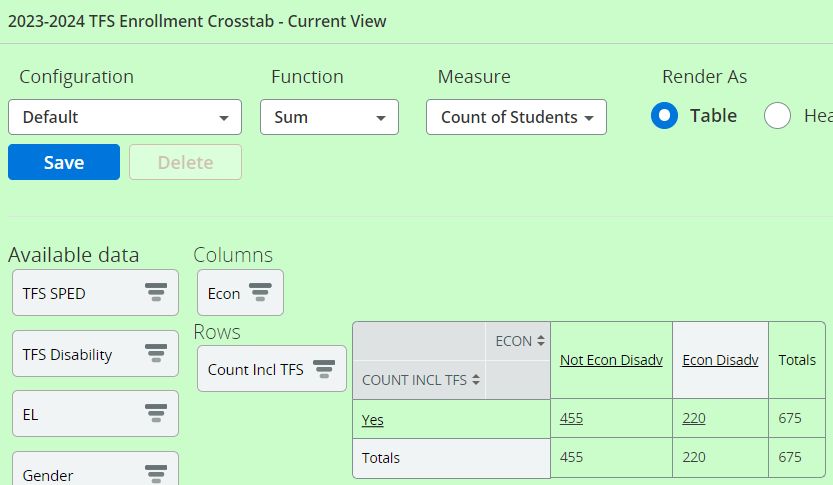 2023-2024 TFS Enrollment Crosstab - Current View
Configuration Function Measure Render As
Default Sum Count of Students Table Hea
Save Delete
Available data Columns
TFS SPED Econ
Rows
TFS Disability Count Incl TFS
EL
Gender
ECON Not Econ Disadv Econ Disadv Totals
COUNT INCL TFS
Yes 455 220 675
Totals 455 220 675